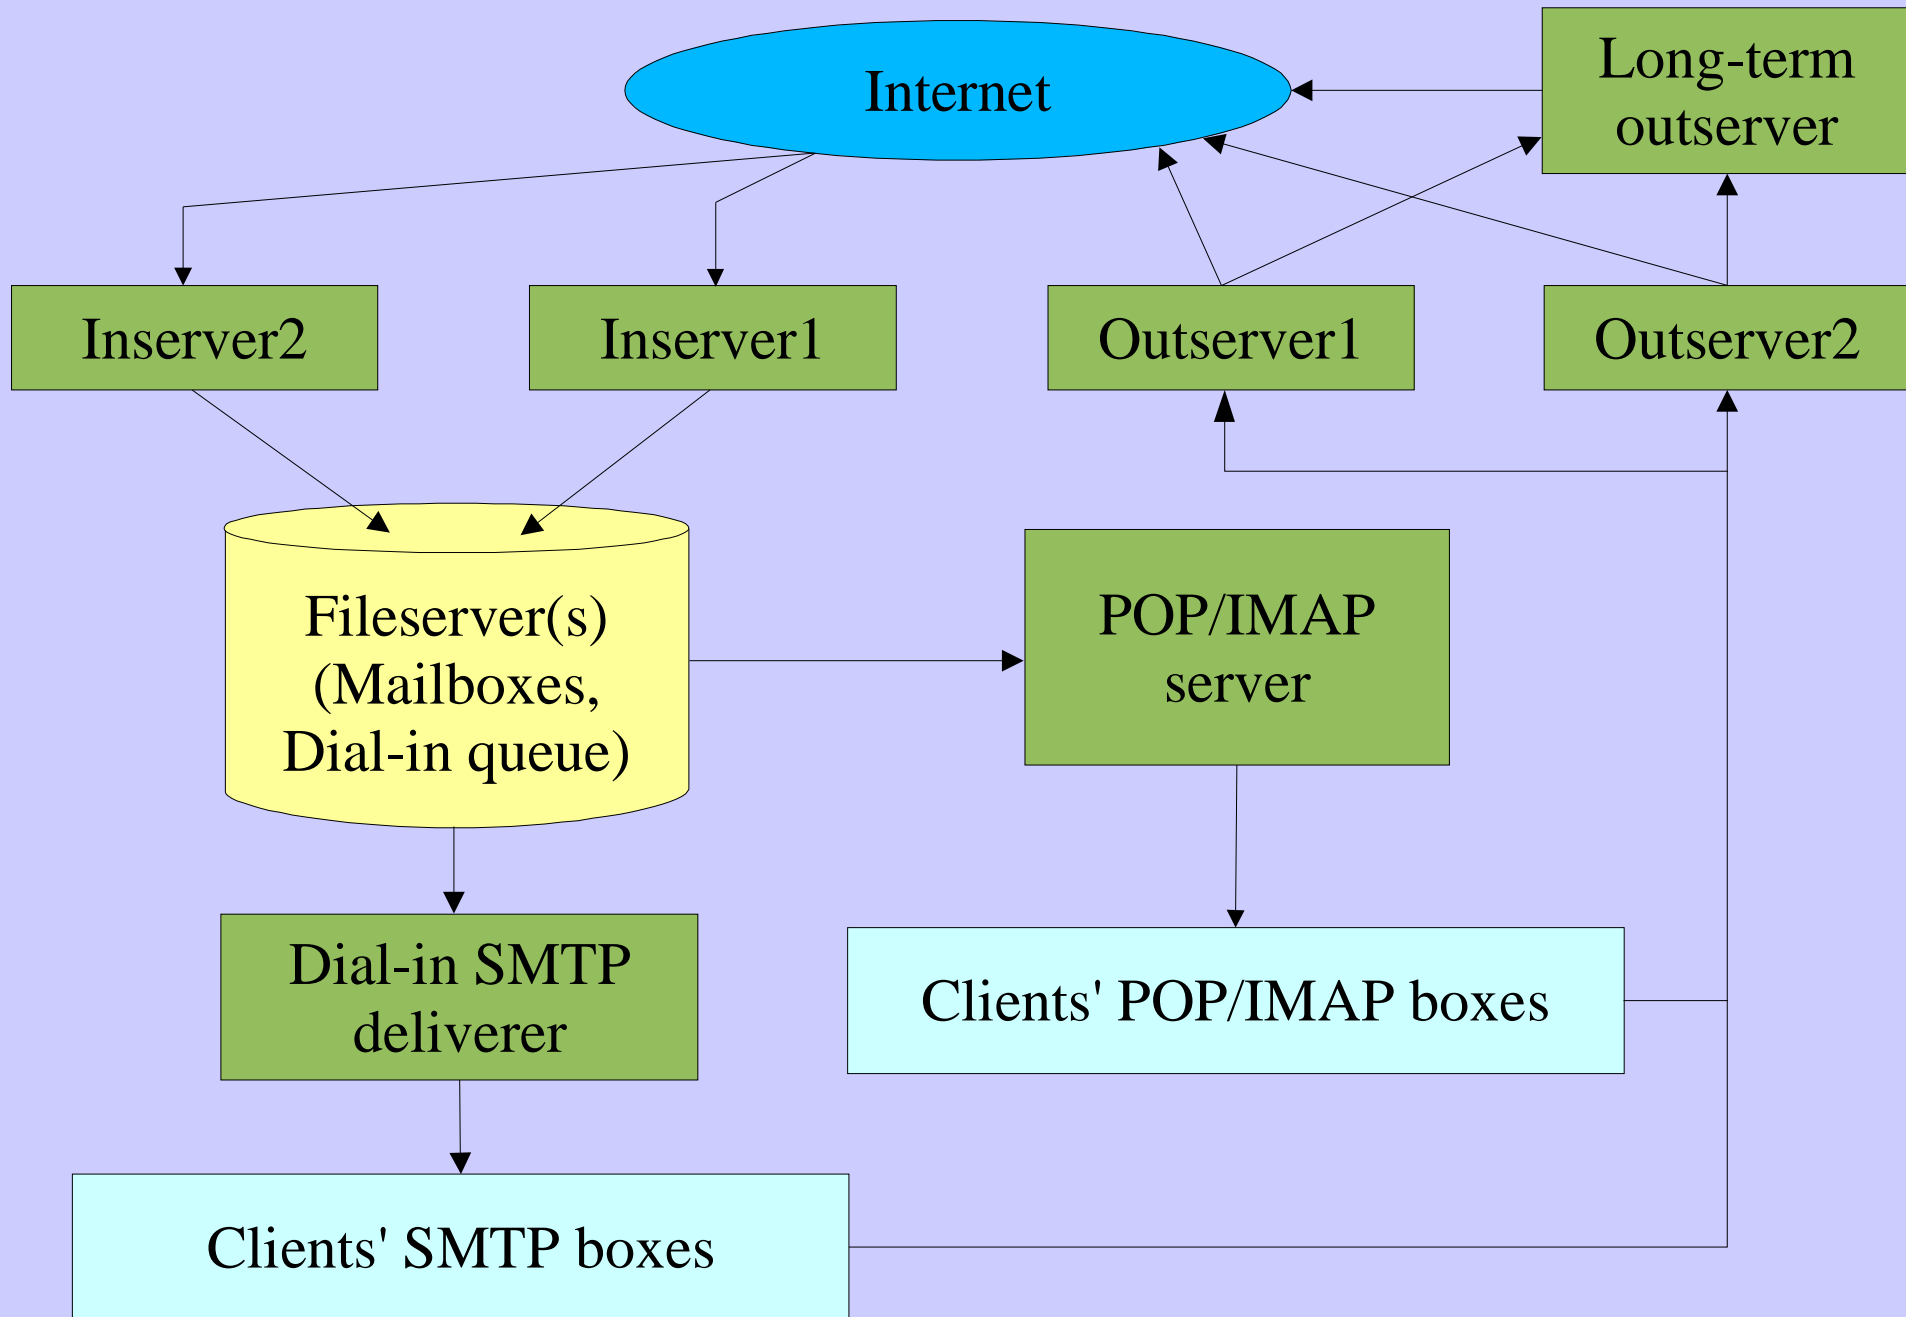 Internet
Long-term
outserver
Inserver2
Inserver1
Outserver1
Outserver2
Fileserver(s)
(Mailboxes,
Dial-in queue)
POP/IMAP
server
Dial-in SMTP
deliverer
Clients' POP/IMAP boxes
Clients' SMTP boxes